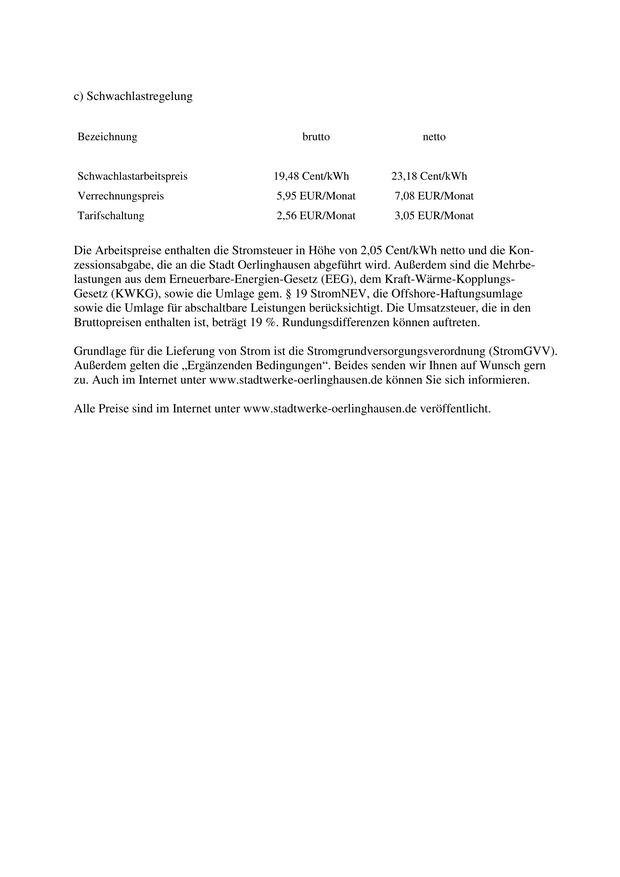 c) Schwachlastregelung
Bezeichnung brutto netto
Schwachlastarbeitspreis 19,48 Cent/kWh 23,18 Cent/kWh
Verrechnungspreis 5,95 EUR/Monat 7,08 EUR/Monat
Tarifschaltung 2,56 EUR/Monat 3,05 EUR/Monat
Die Arbeitspreise enthalten die Stromsteuer in Höhe von 2,05 Cent/kWh netto und die Kon-
zessionsabgabe, die an die Stadt Oerlinghausen abgeführt wird. Außerdem sind die Mehrbe-
lastungen aus dem Erneuerbare-Energien-Gesetz (EEG), dem Kraft-Wärme-Kopplungs-
Gesetz (KWKG), sowie die Umlage gem. § 19 StromNEV, die Offshore-Haftungsumlage
sowie die Umlage für abschaltbare Leistungen berücksichtigt. Die Umsatzsteuer, die in den
Bruttopreisen enthalten ist, beträgt 19 %. Rundungsdifferenzen können auftreten.
Grundlage für die Lieferung von Strom ist die Stromgrundversorgungsverordnung (StromGVV).
Außerdem gelten die „Ergänzenden Bedingungen“. Beides senden wir Ihnen auf Wunsch gern
zu. Auch im Internet unter www.stadtwerke-oerlinghausen.de können Sie sich informieren.
Alle Preise sind im Internet unter www.stadtwerke-oerlinghausen.de veröffentlicht.